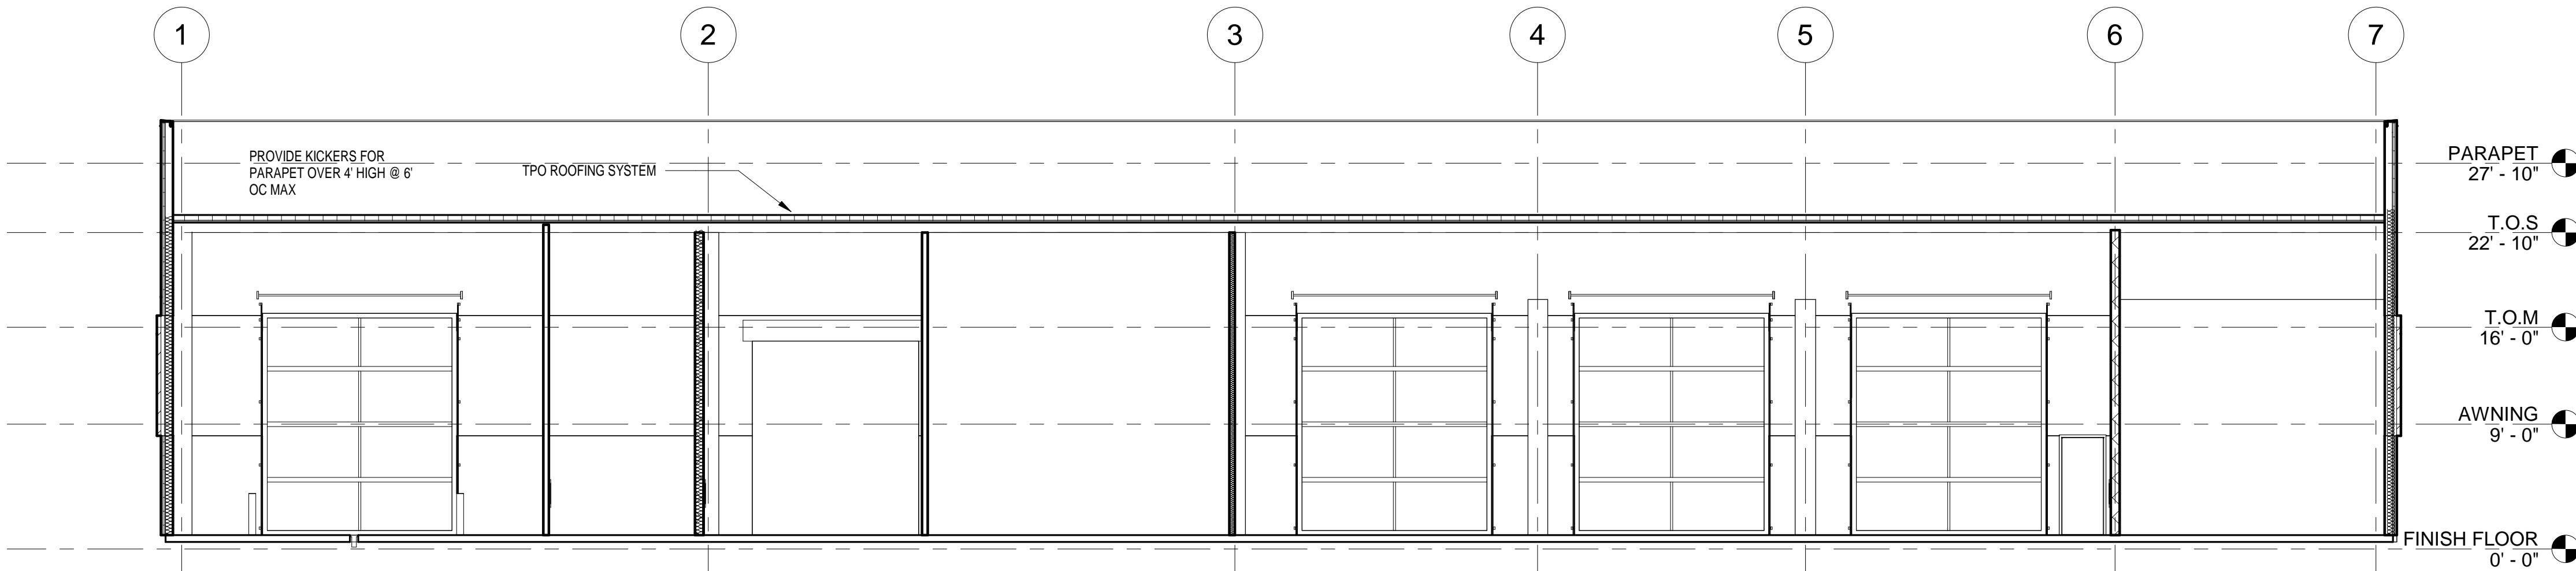 1
2
3
4
5
6
7
PROVIDE KICKERS FOR
PARAPET OVER 4' HIGH @ 6'
OC MAX
TPO ROOFING SYSTEM
PARAPET
27' - 10"
T.O.S
22' - 10"
T.O.M
16' - 0"
AWNING
9' - 0"
FINISH FLOOR
0' - 0"